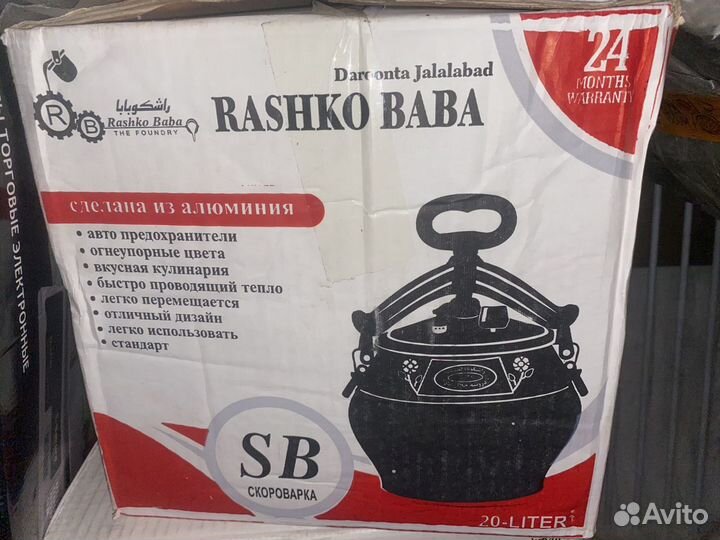 24
MONTHS
WARRANTY
Daroonta Jalalabad
RASHKO BABA
راشكوبابا
R B
Rashko Baba
THE FOUNDRY
сделана из алюминия
• авто предохранители
• огнеупорные цвета
• вкусная кулинария
• быстро проводящий тепло
• легко перемещается
• отличный дизайн
• легко использовать
• стандарт
SB
СКОРОВАРКА
20-LITER
ТОРГОВЫЕ ЭЛЕКТРОННЫЕ
Avito